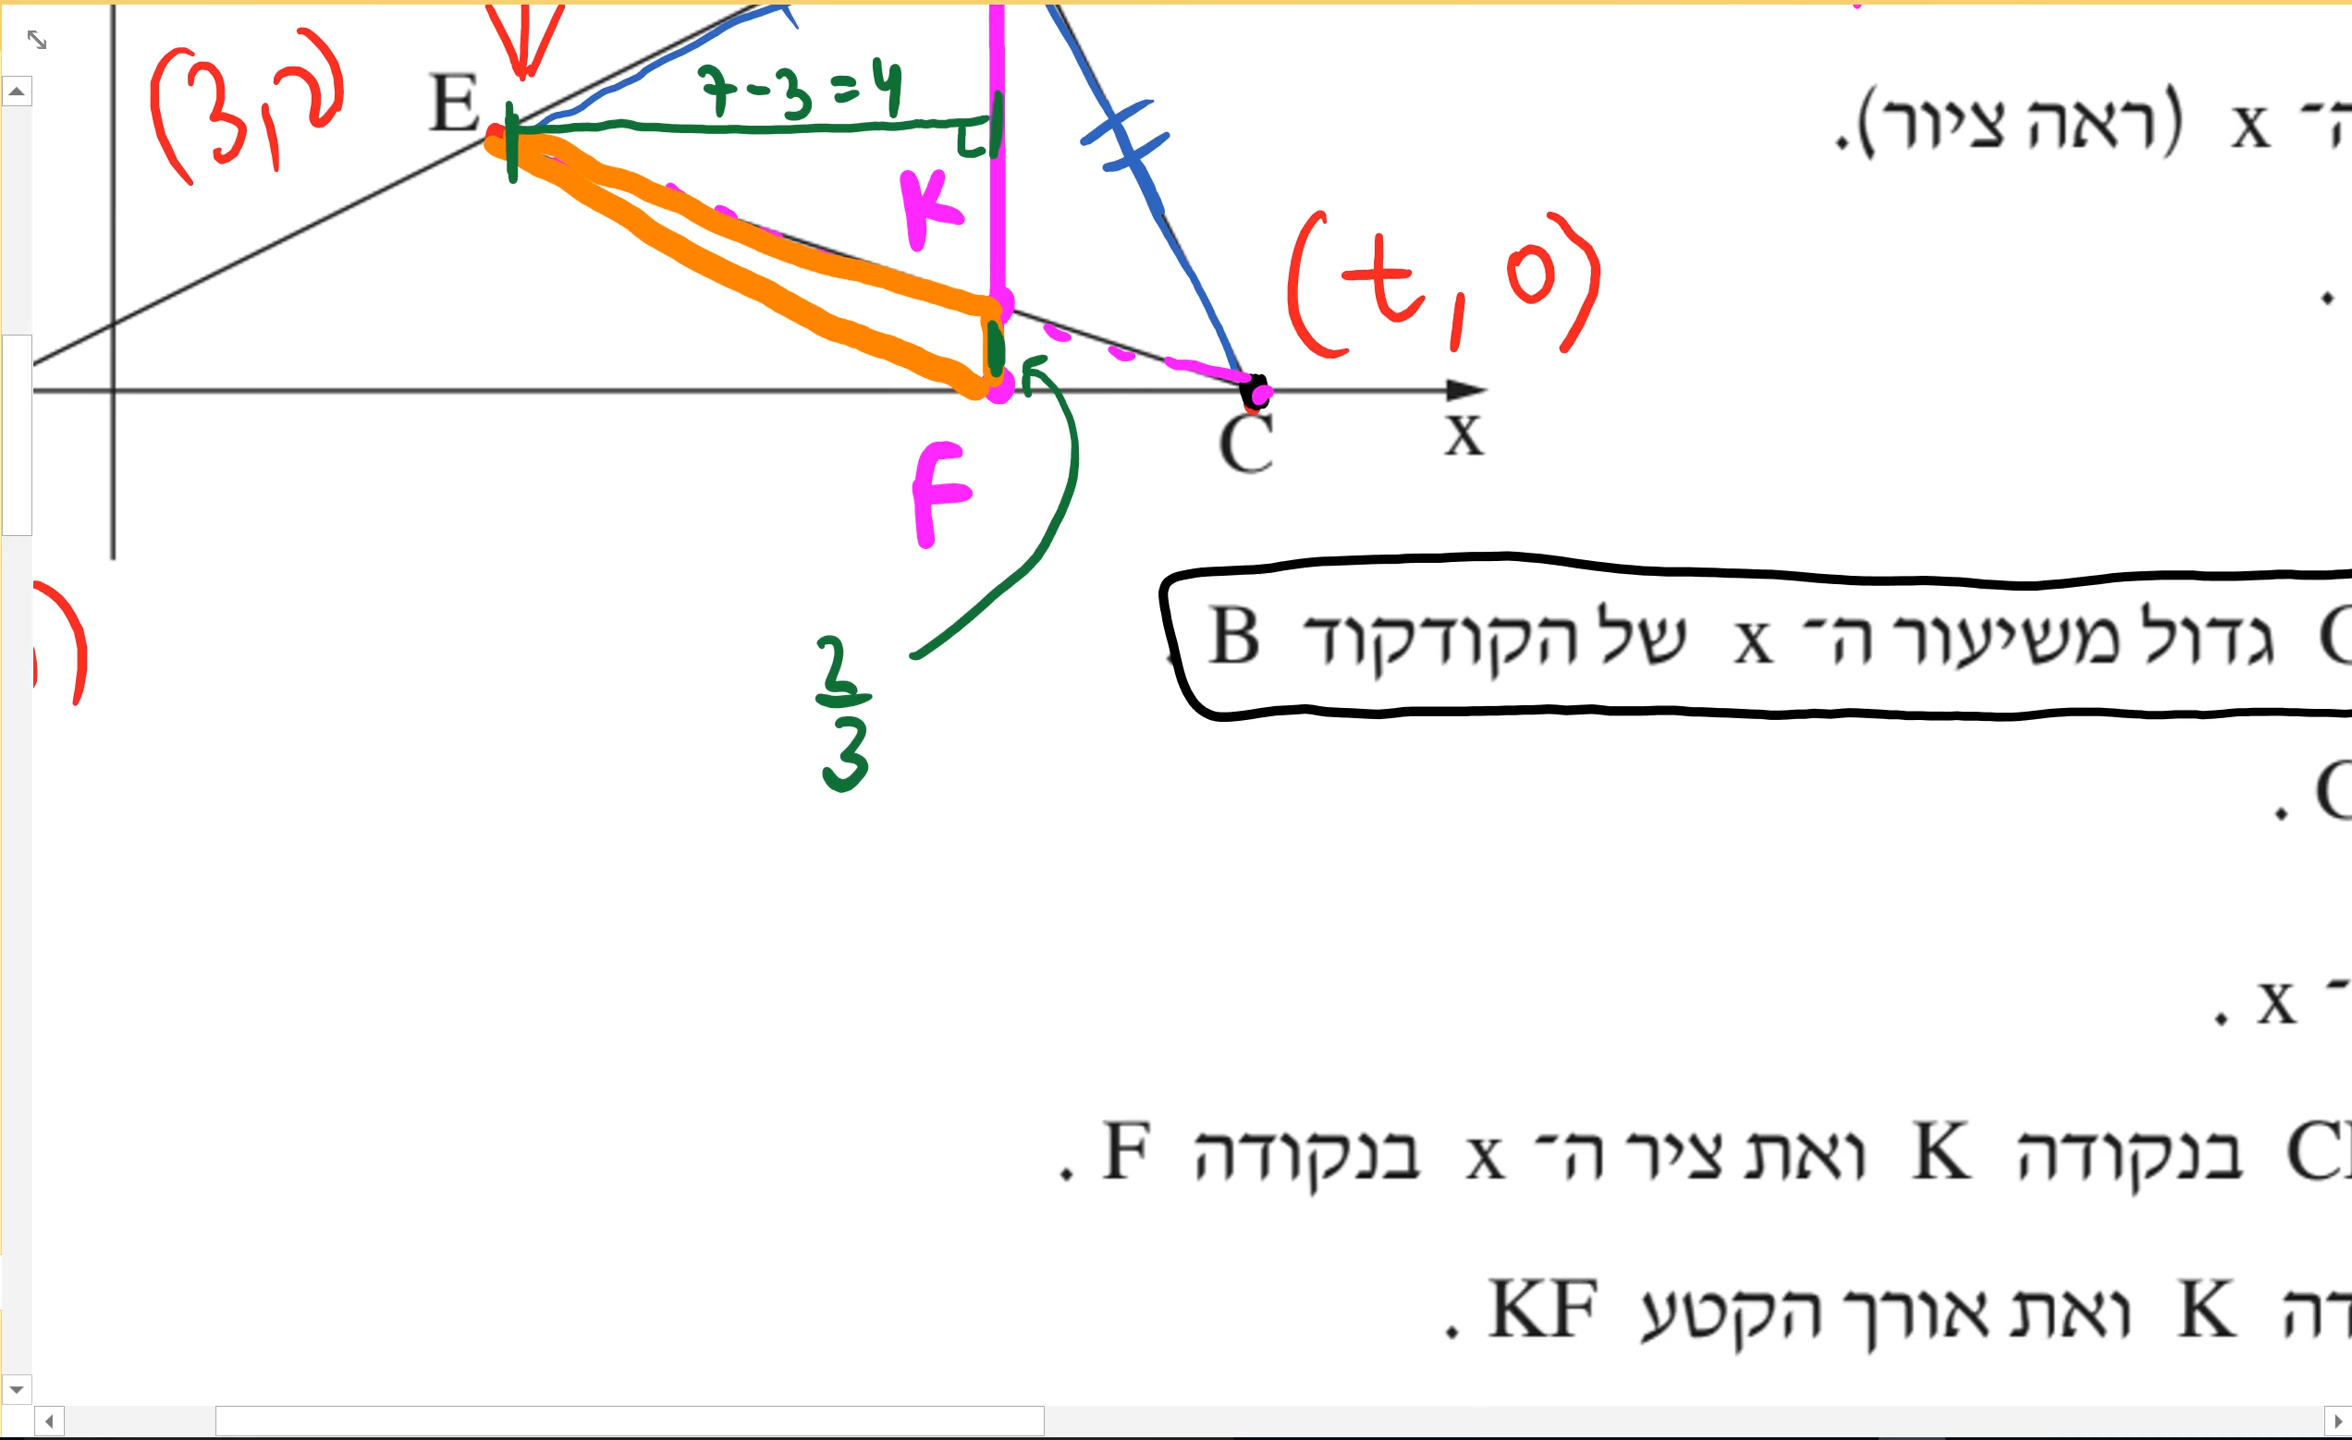 (3,2)
E
7-3=4
ה־ x (ראה ציור).
K
(t,0)
.
C
x
F
גדול משיעור ה־ x של הקודקוד B
2
3
)
. C
־ x .
בנקודה K ואת ציר ה־ x בנקודה F .
K ואת אורך הקטע KF .